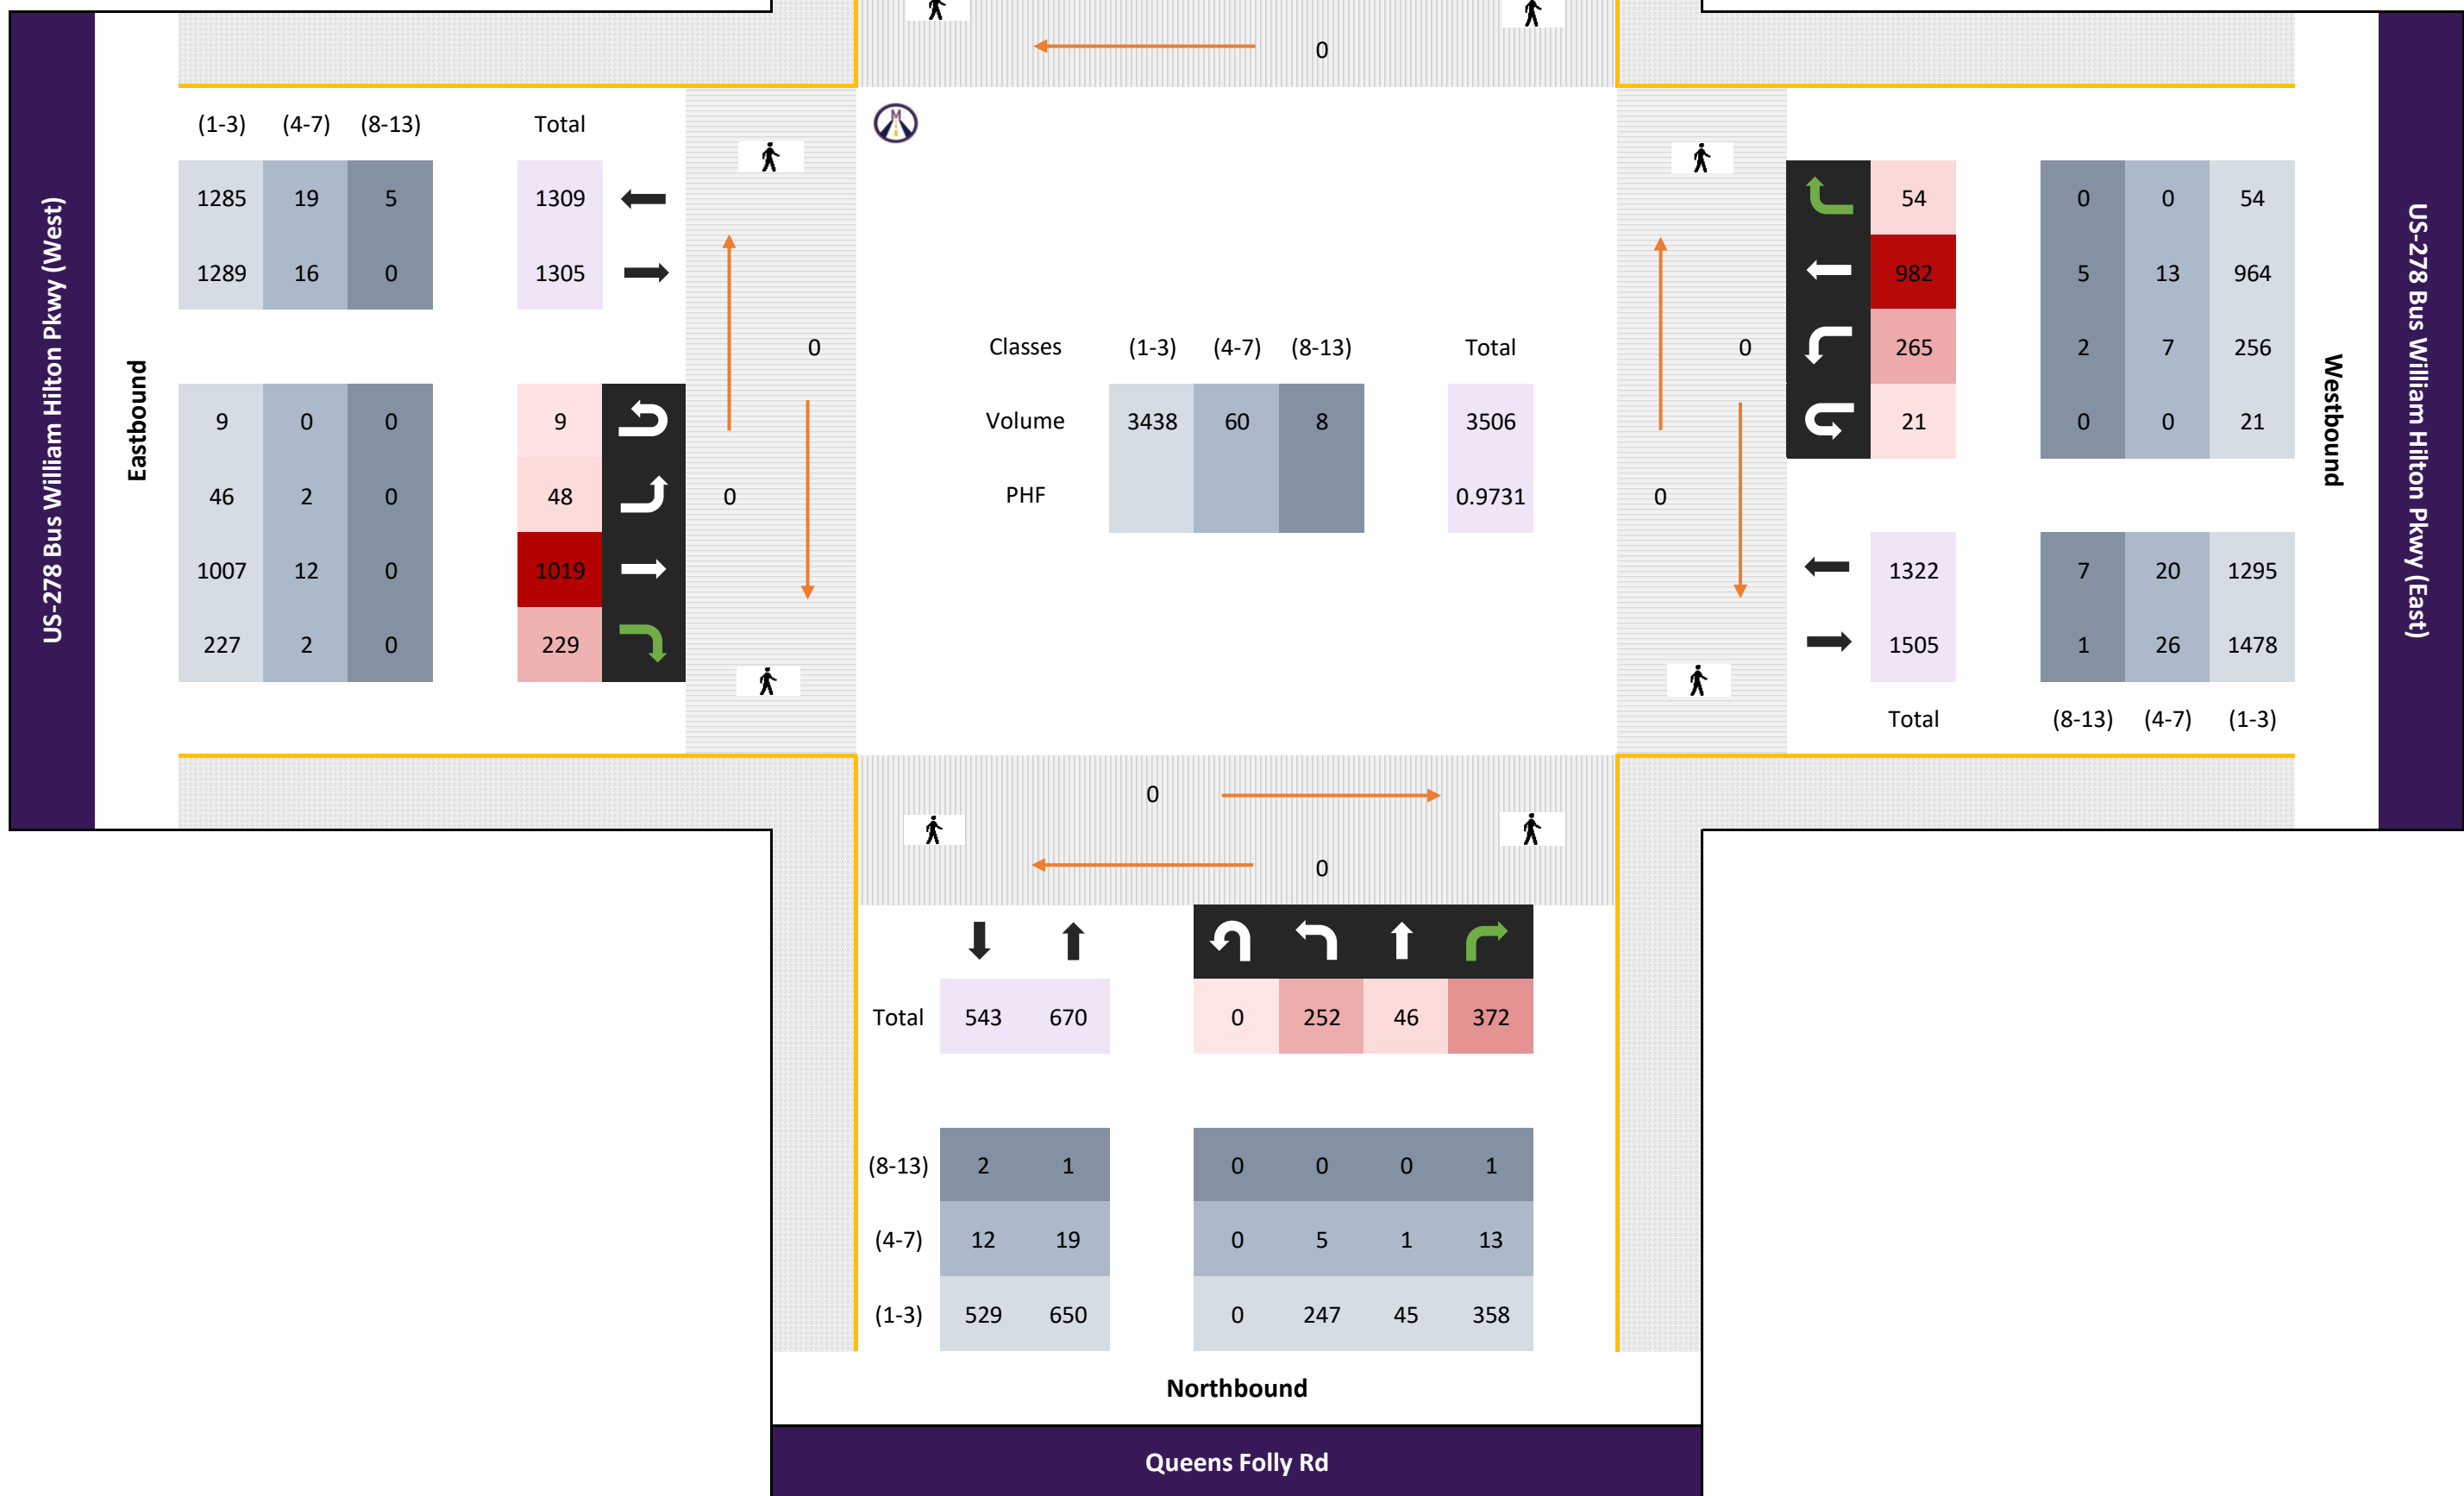 0
(1-3) (4-7) (8-13) Total
1285 19 5 1309
1289 16 0 1305
0
0
9 0 0 9
46 2 0 48
1007 12 0 1019
227 2 0 229
US-278 Bus William Hilton Pkwy (West)
Eastbound
M
Classes (1-3) (4-7) (8-13) Total
Volume 3438 60 8 3506
PHF 0.9731
0
0
54 0 0 54
982 5 13 964
265 2 7 256
21 0 0 21
1322 7 20 1295
1505 1 26 1478
Total (8-13) (4-7) (1-3)
Westbound
US-278 Bus William Hilton Pkwy (East)
0
0
Total 543 670 0 252 46 372
(8-13) 2 1 0 0 0 1
(4-7) 12 19 0 5 1 13
(1-3) 529 650 0 247 45 358
Northbound
Queens Folly Rd